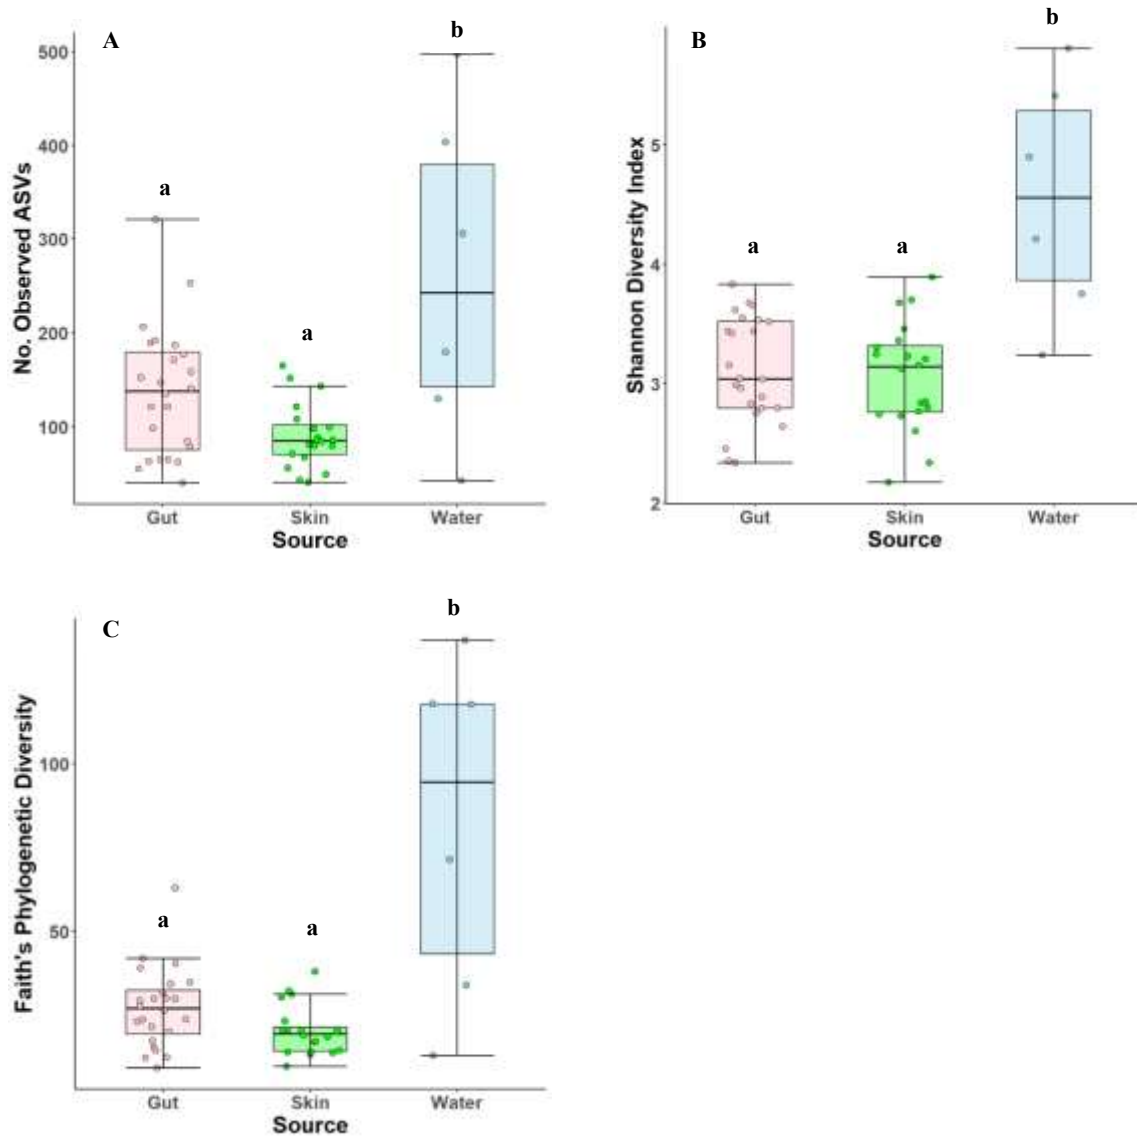 A
No. Observed ASVs
500
400
300
200
100
a
a
b
Gut
Skin
Water
Source
B
Shannon Diversity Index
5
4
3
2
a
a
b
Gut
Skin
Water
Source
C
Faith's Phylogenetic Diversity
100
50
a
a
b
Gut
Skin
Water
Source